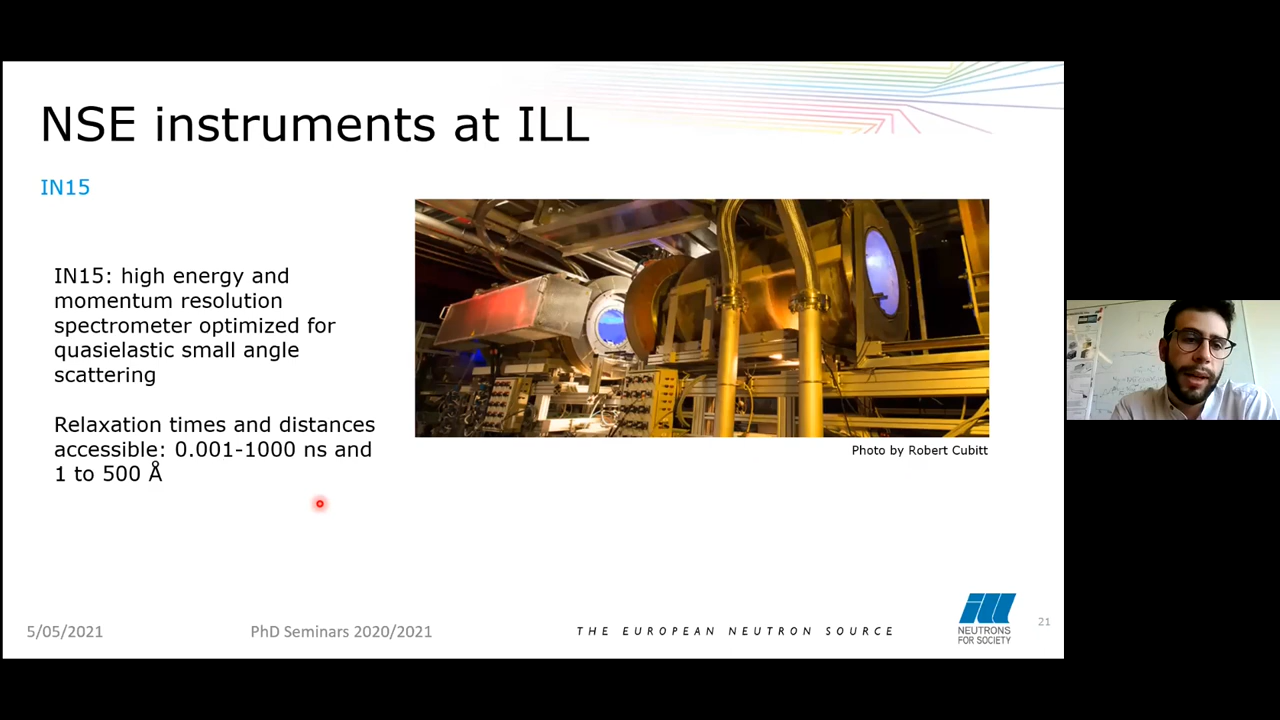 NSE instruments at ILL
IN15
IN15: high energy and
momentum resolution
spectrometer optimized for
quasielastic small angle
scattering
Relaxation times and distances
accessible: 0.001-1000 ns and
1 to 500 Å
Photo by Robert Cubitt
5/05/2021
PhD Seminars 2020/2021
THE EUROPEAN NEUTRON SOURCE
ill
NEUTRONS
FOR SOCIETY
21